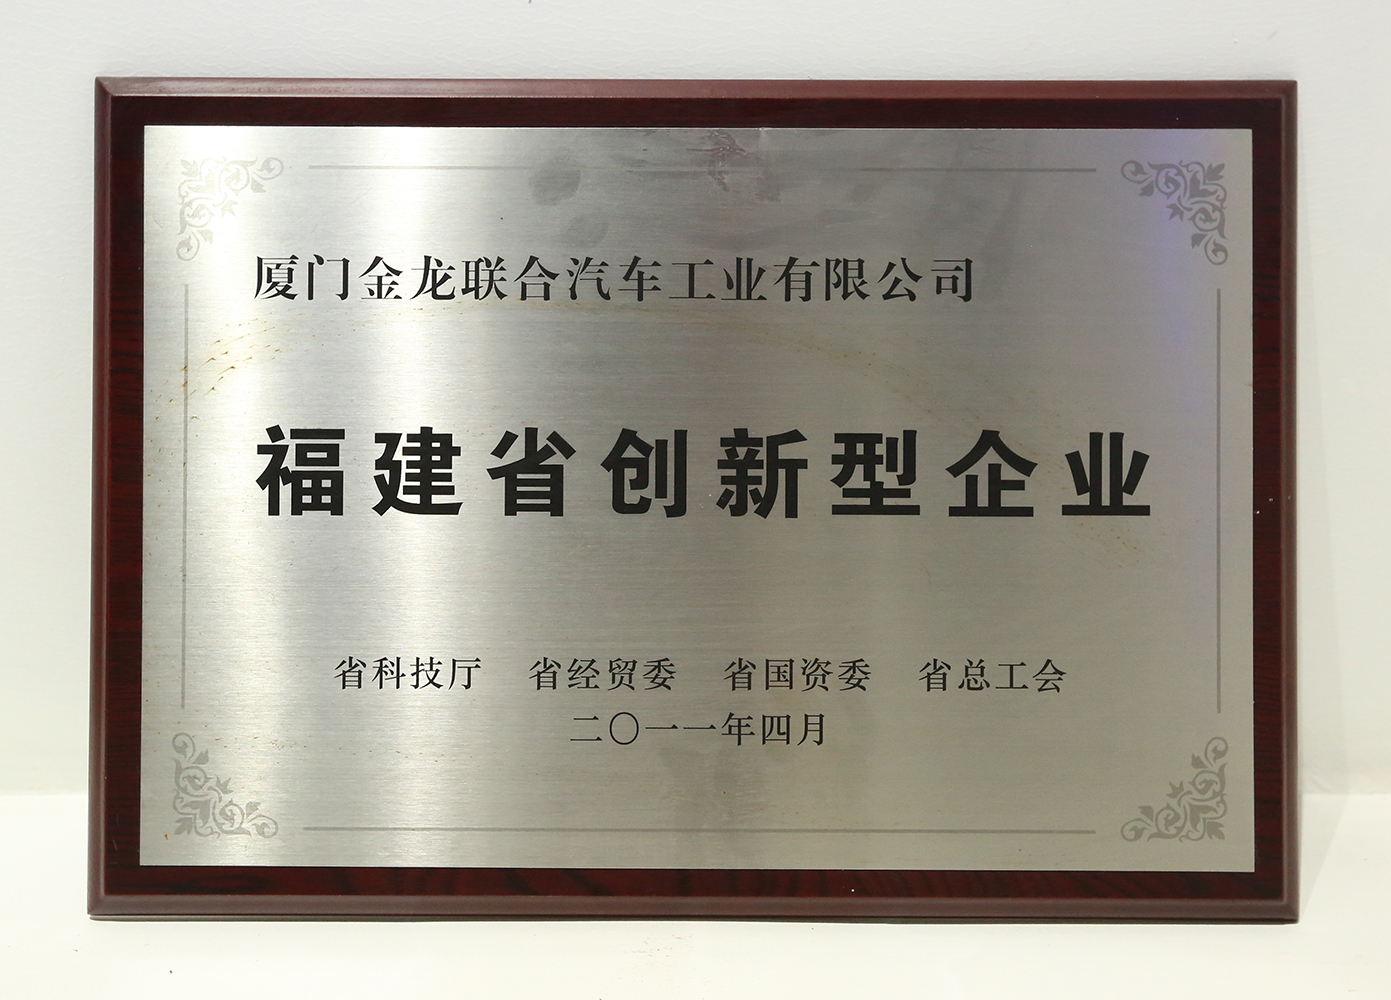 厦门金龙联合汽车工业有限公司
福建省创新型企业
省科技厅 省经贸委 省国资委 省总工会
二〇一一年四月